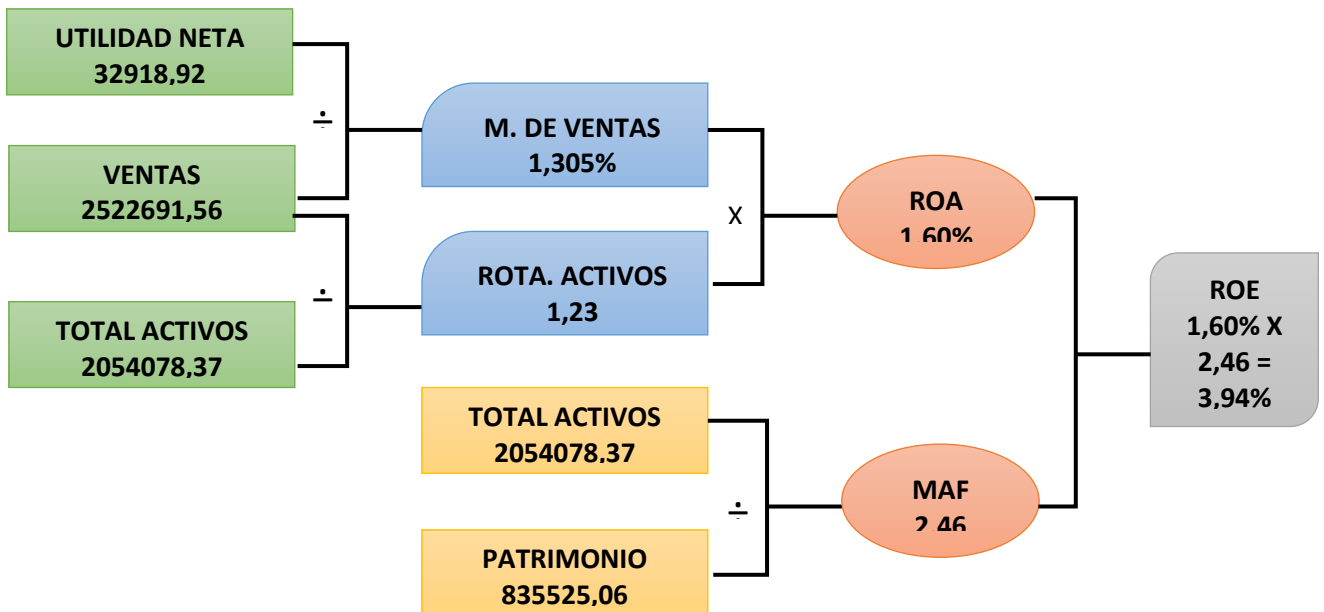 UTILIDAD NETA
32918,92
÷
VENTAS
2522691,56
÷
TOTAL ACTIVOS
2054078,37
M. DE VENTAS
1,305%
X
ROTA. ACTIVOS
1,23
ROA
1,60%
TOTAL ACTIVOS
2054078,37
÷
PATRIMONIO
835525,06
MAF
2,46
ROE
1,60% X
2,46 =
3,94%